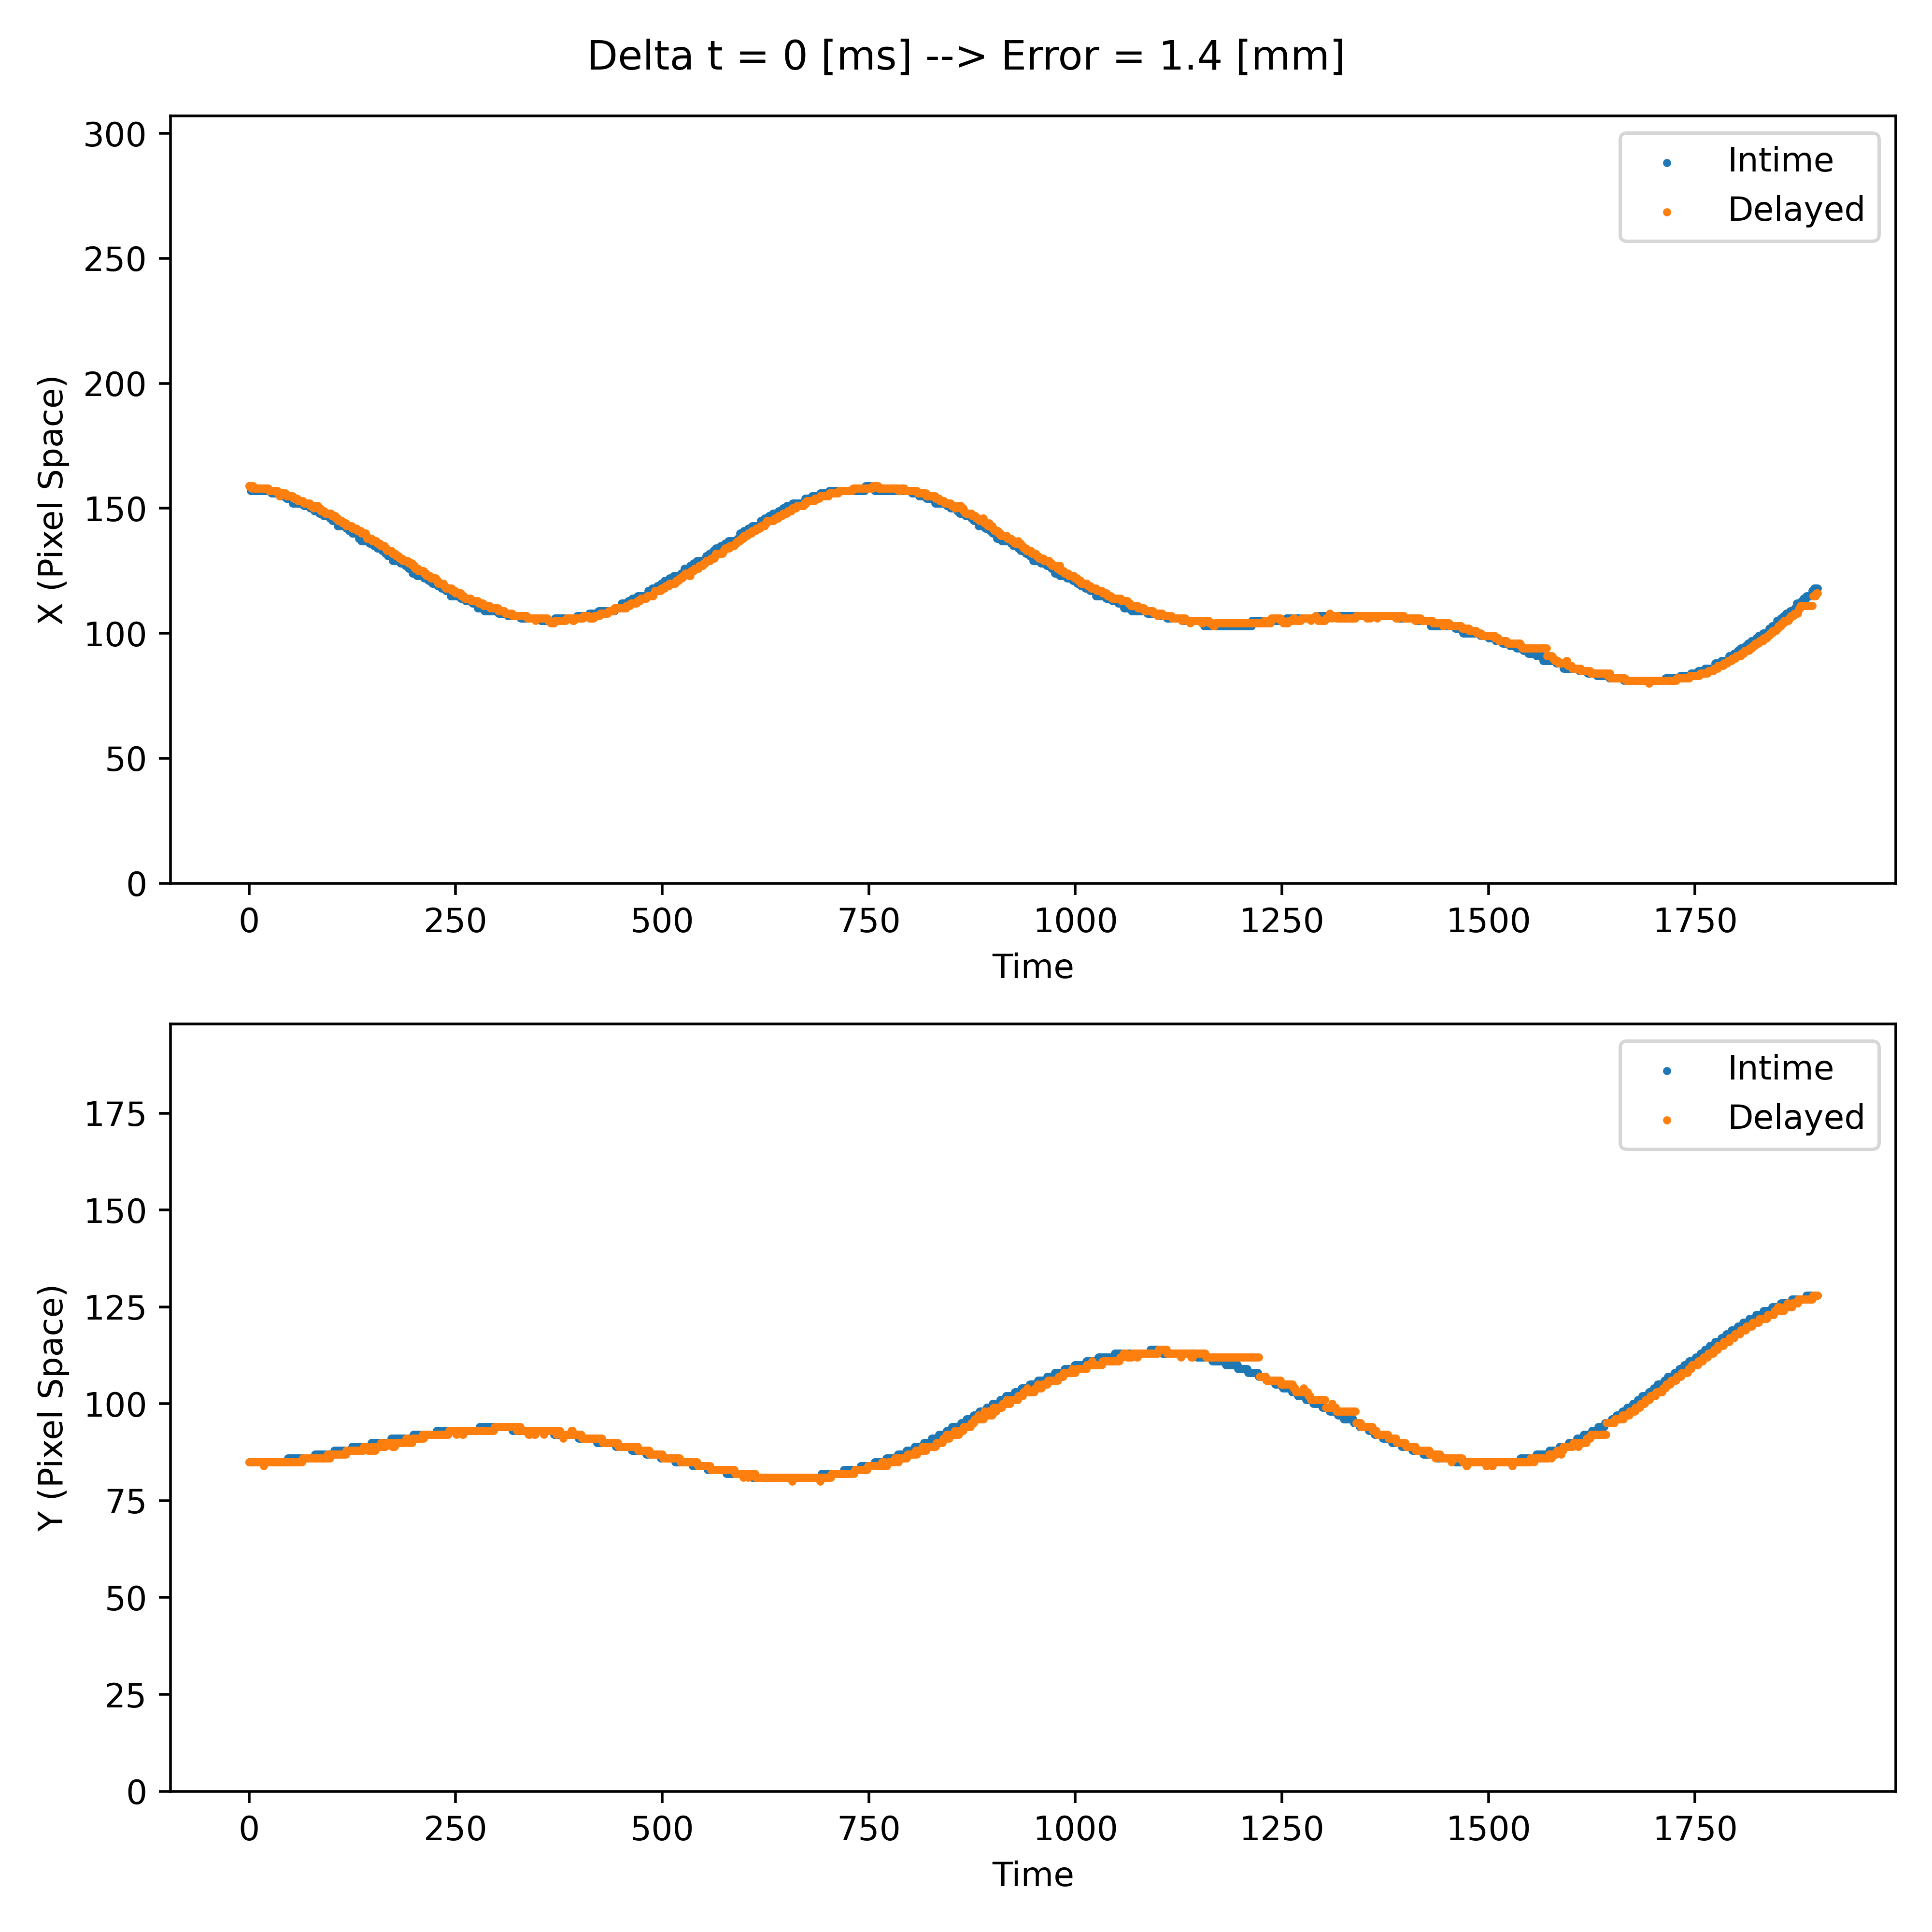 Delta t = 0 [ms] --> Error = 1.4 [mm]
300
250
200
150
100
50
0
X (Pixel Space)
Intime
Delayed
0 250 500 750 1000 1250 1500 1750
Time
175
150
125
100
75
50
25
0
Y (Pixel Space)
Intime
Delayed
0 250 500 750 1000 1250 1500 1750
Time